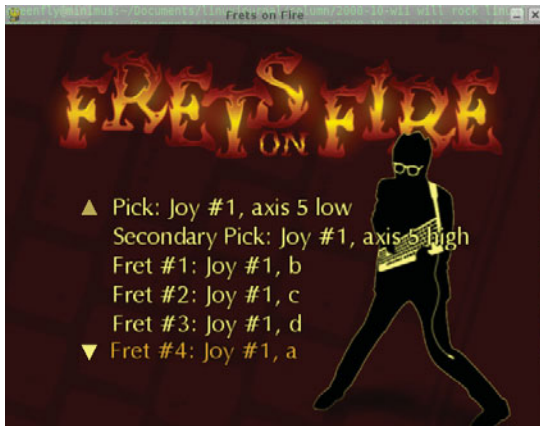 Frets on Fire
FRETS
ON
FIRE
Pick: Joy #1, axis 5 low
Secondary Pick: Joy #1, axis 5 high
Fret #1: Joy #1, b
Fret #2: Joy #1, c
Fret #3: Joy #1, d
Fret #4: Joy #1, a